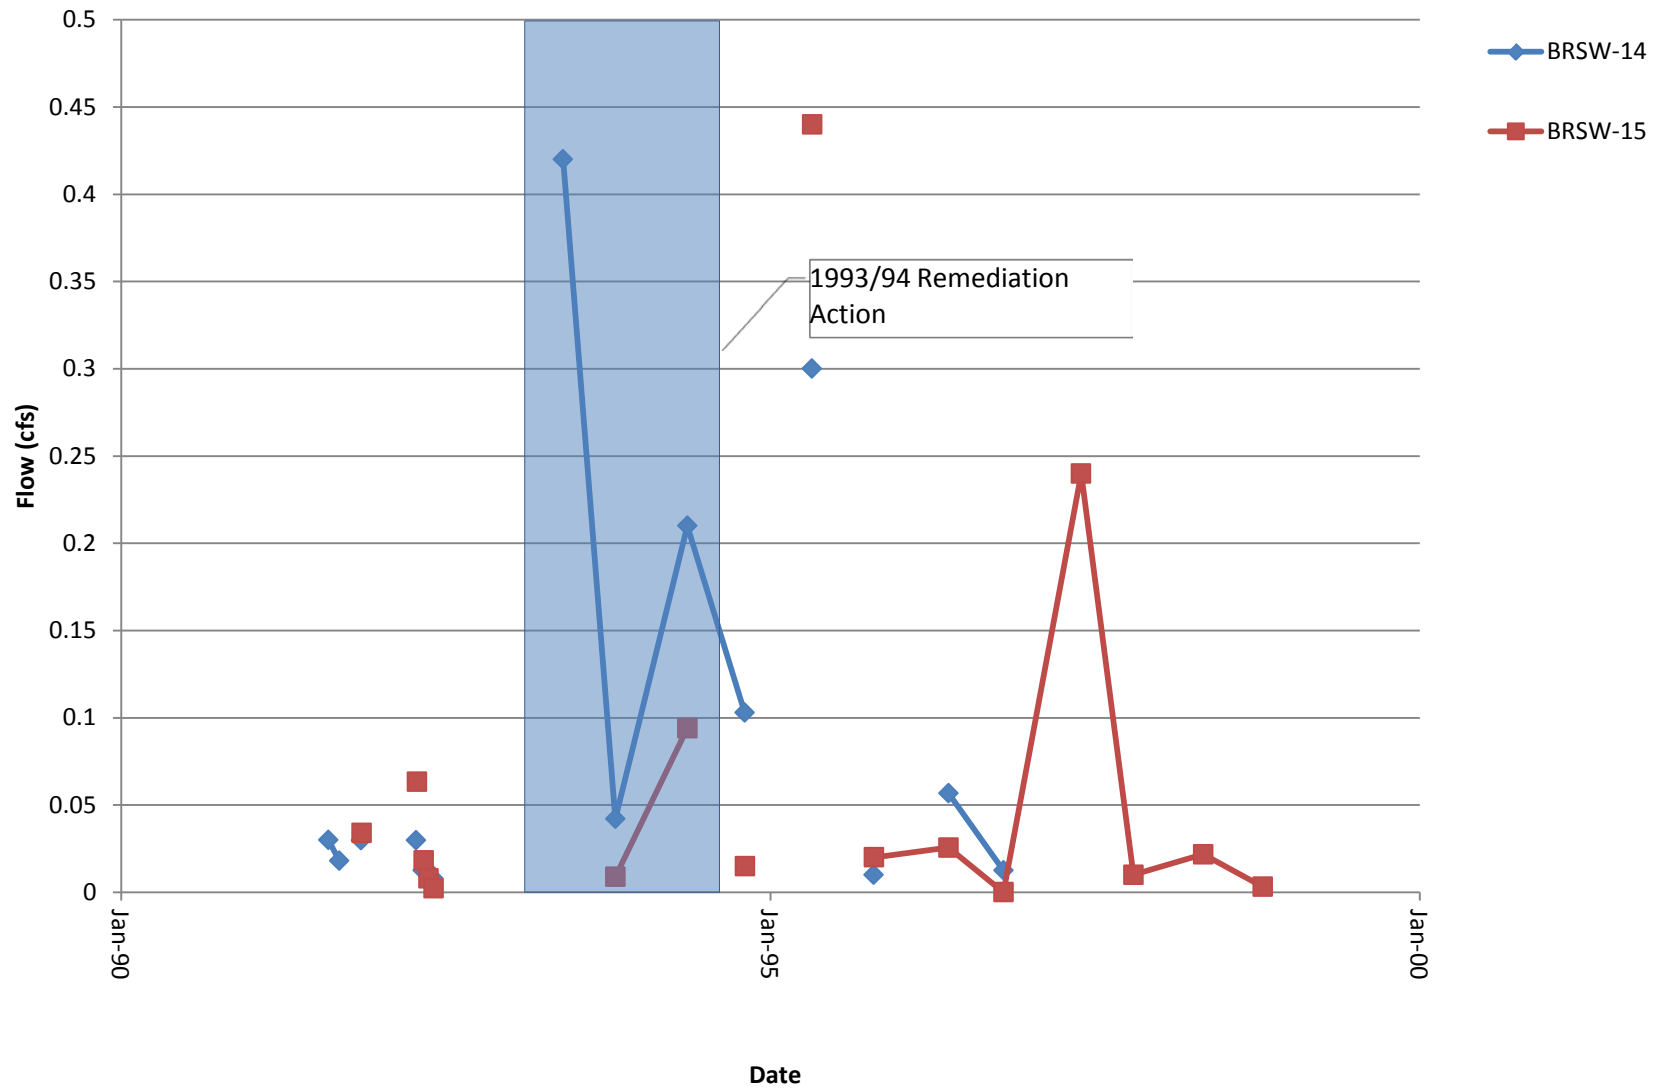 0.5
0.45
0.4
0.35
0.3
0.25
0.2
0.15
0.1
0.05
0
Flow (cfs)
1993/94 Remediation
Action
BRSW-14
BRSW-15
Jan-90
Jan-95
Jan-00
Date